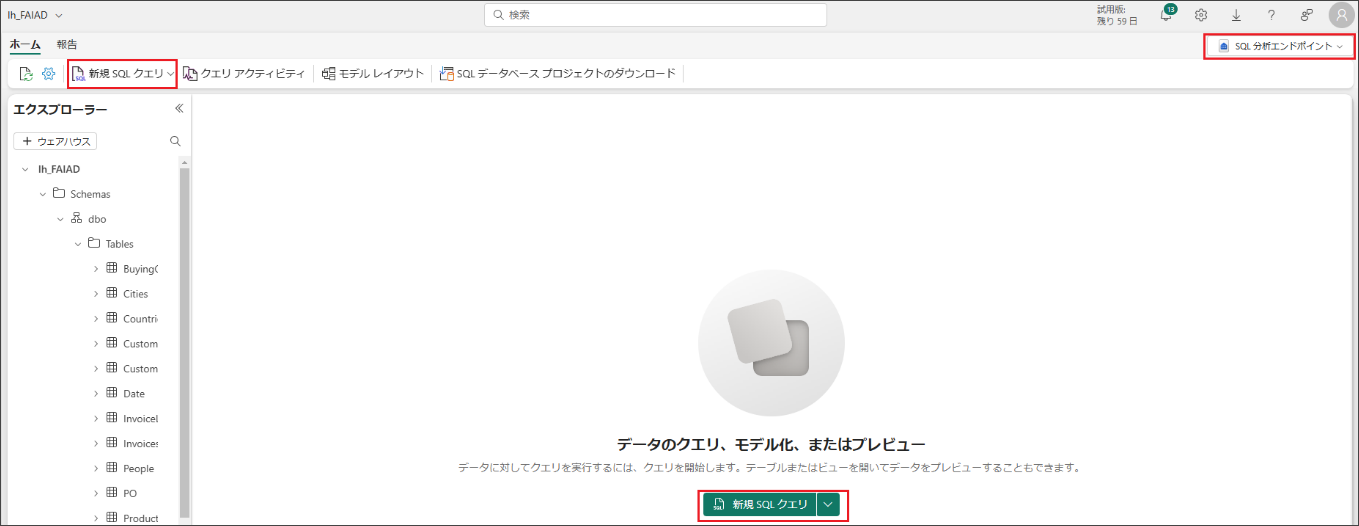 lh_FAIAD
検索
試用版:
残り 59 日
13
ホーム 報告
SQL 分析エンドポイント
新規 SQL クエリ クエリ アクティビティ モデル レイアウト SQL データベース プロジェクトのダウンロード
エクスプローラー
+ ウェアハウス
lh_FAIAD
Schemas
dbo
Tables
Cities
Countri
Custom
Custom
Date
Invoices
People
PO
Product
データのクエリ、モデル化、またはプレビュー
データに対してクエリを実行するには、クエリを開始します。テーブルまたはビューを開いてデータをプレビューすることもできます。
新規 SQL クエリ